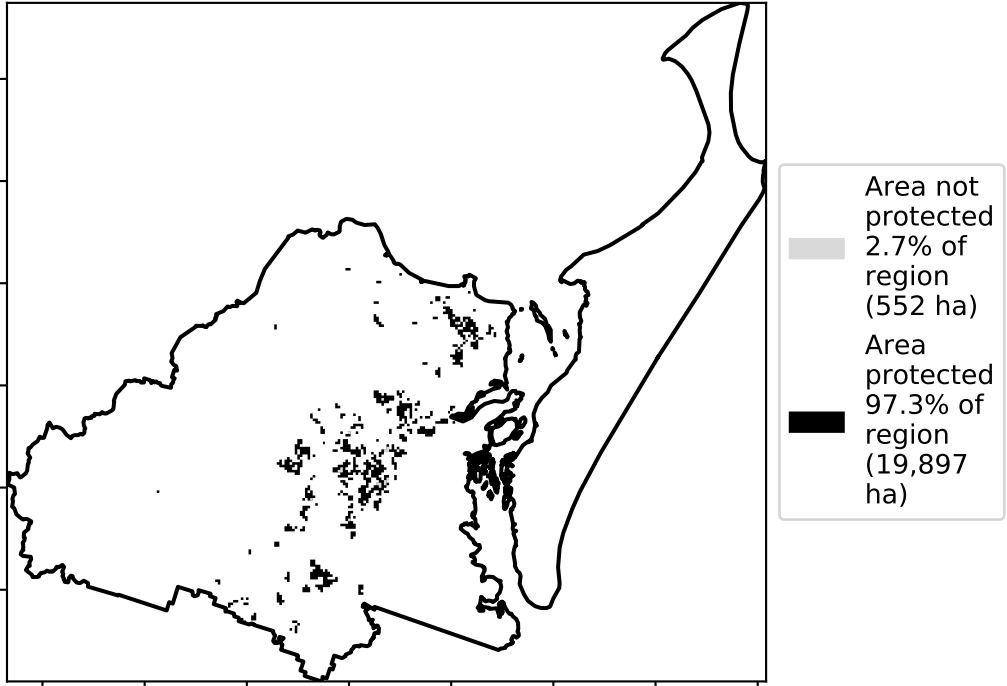 Area not
protected
2.7% of
region
(552 ha)
Area
protected
97.3% of
region
(19,897
ha)